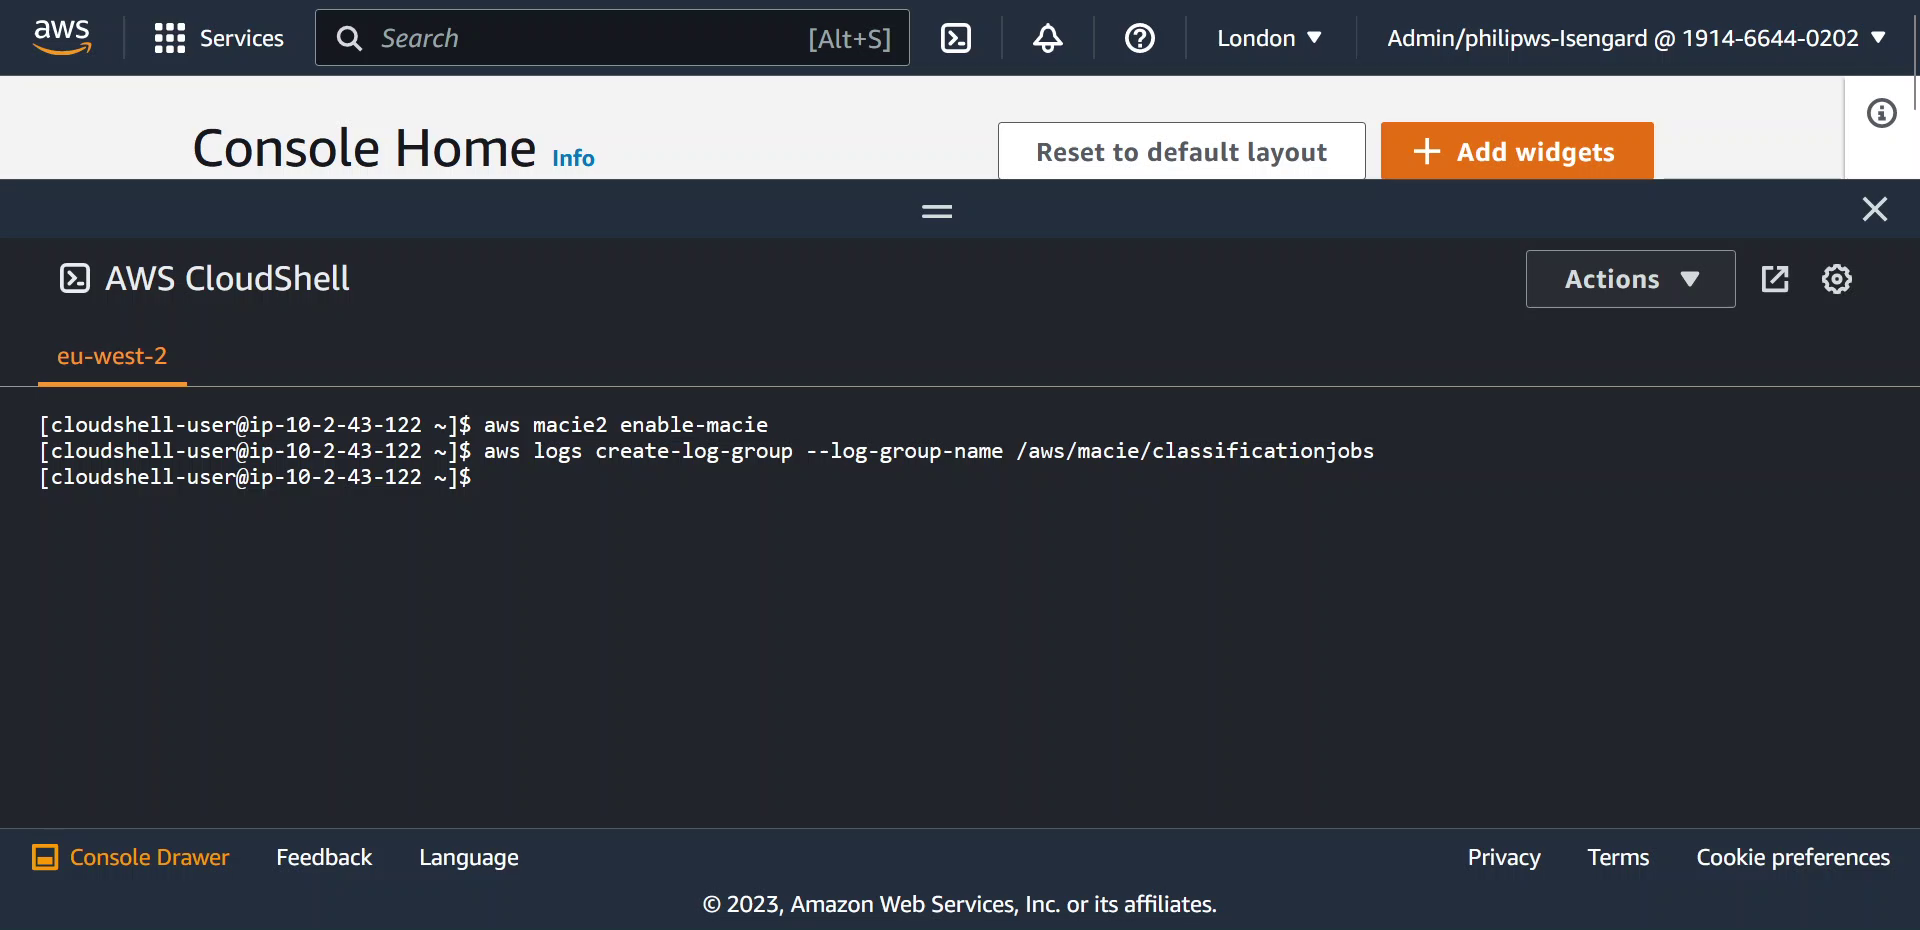 aws
Services
Search
[Alt+S]
London
Admin/philipws-Isengard @ 1914-6644-0202
Console Home
Info
Reset to default layout
Add widgets
AWS CloudShell
Actions
eu-west-2
[cloudshell-user@ip-10-2-43-122 ~]$ aws macie2 enable-macie
[cloudshell-user@ip-10-2-43-122 ~]$ aws logs create-log-group --log-group-name /aws/macie/classificationjobs
[cloudshell-user@ip-10-2-43-122 ~]$
Console Drawer
Feedback
Language
Privacy
Terms
Cookie preferences
© 2023, Amazon Web Services, Inc. or its affiliates.